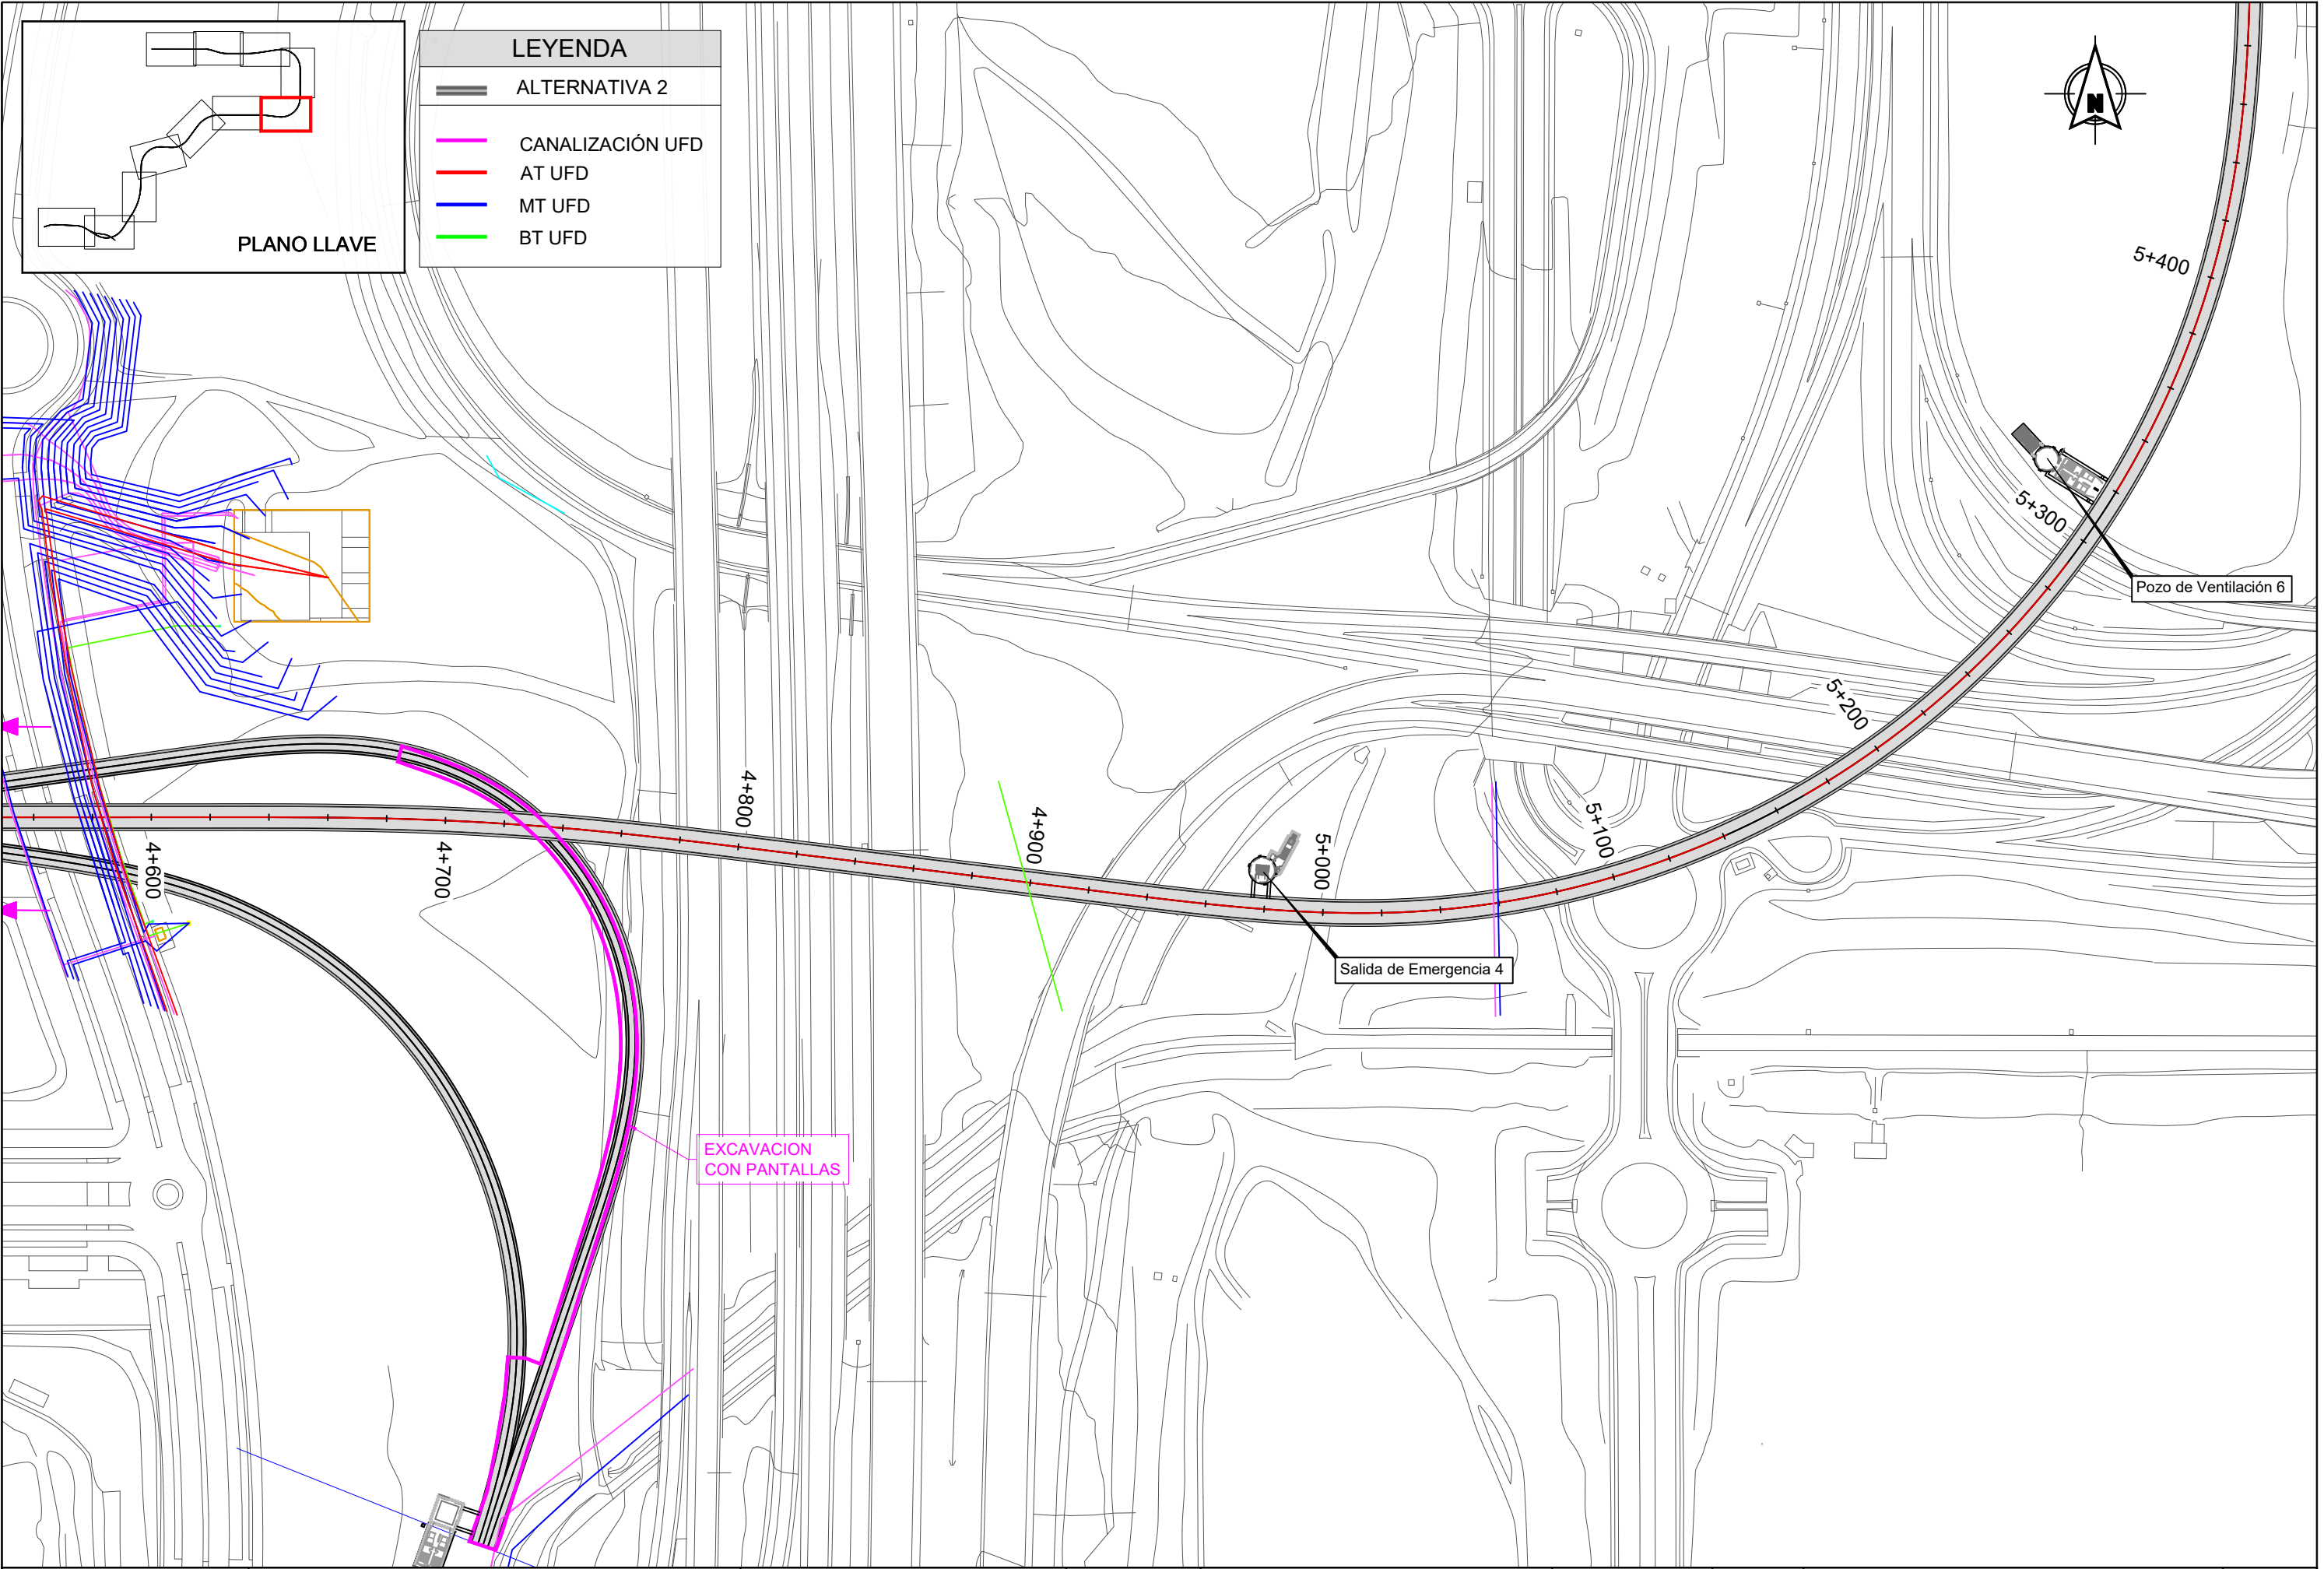 PLANO LLAVE
LEYENDA
ALTERNATIVA 2
CANALIZACIÓN UFD
AT UFD
MT UFD
BT UFD
N
5+400
5+300
Pozo de Ventilación 6
5+200
5+100
5+000
4+900
4+800
4+700
4+600
Salida de Emergencia 4
EXCAVACION
CON PANTALLAS